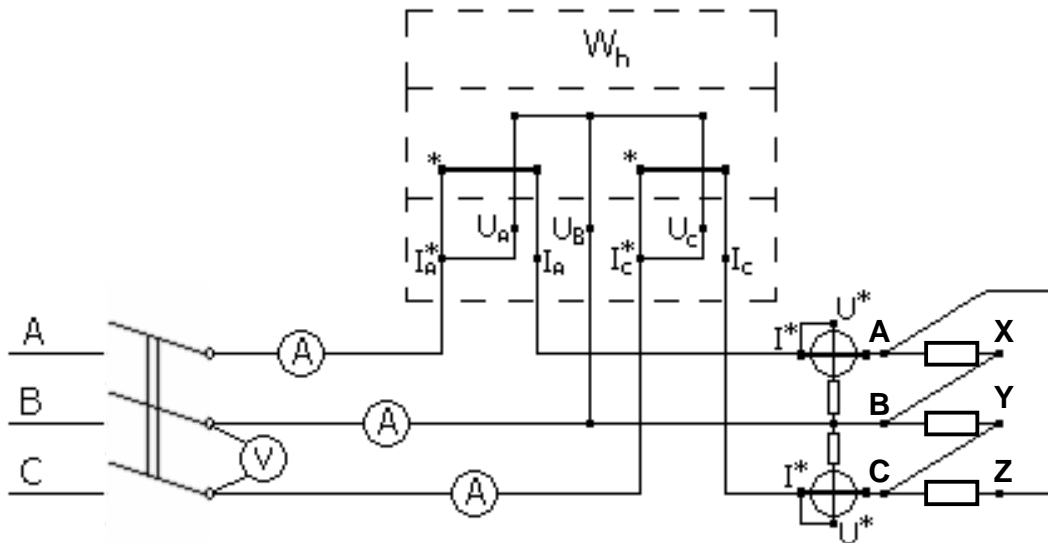 Wh
* *
UA UB UC
IA* IA IC* IC
U*
A A I* A X
B A B Y
V
C A I* C Z
U*